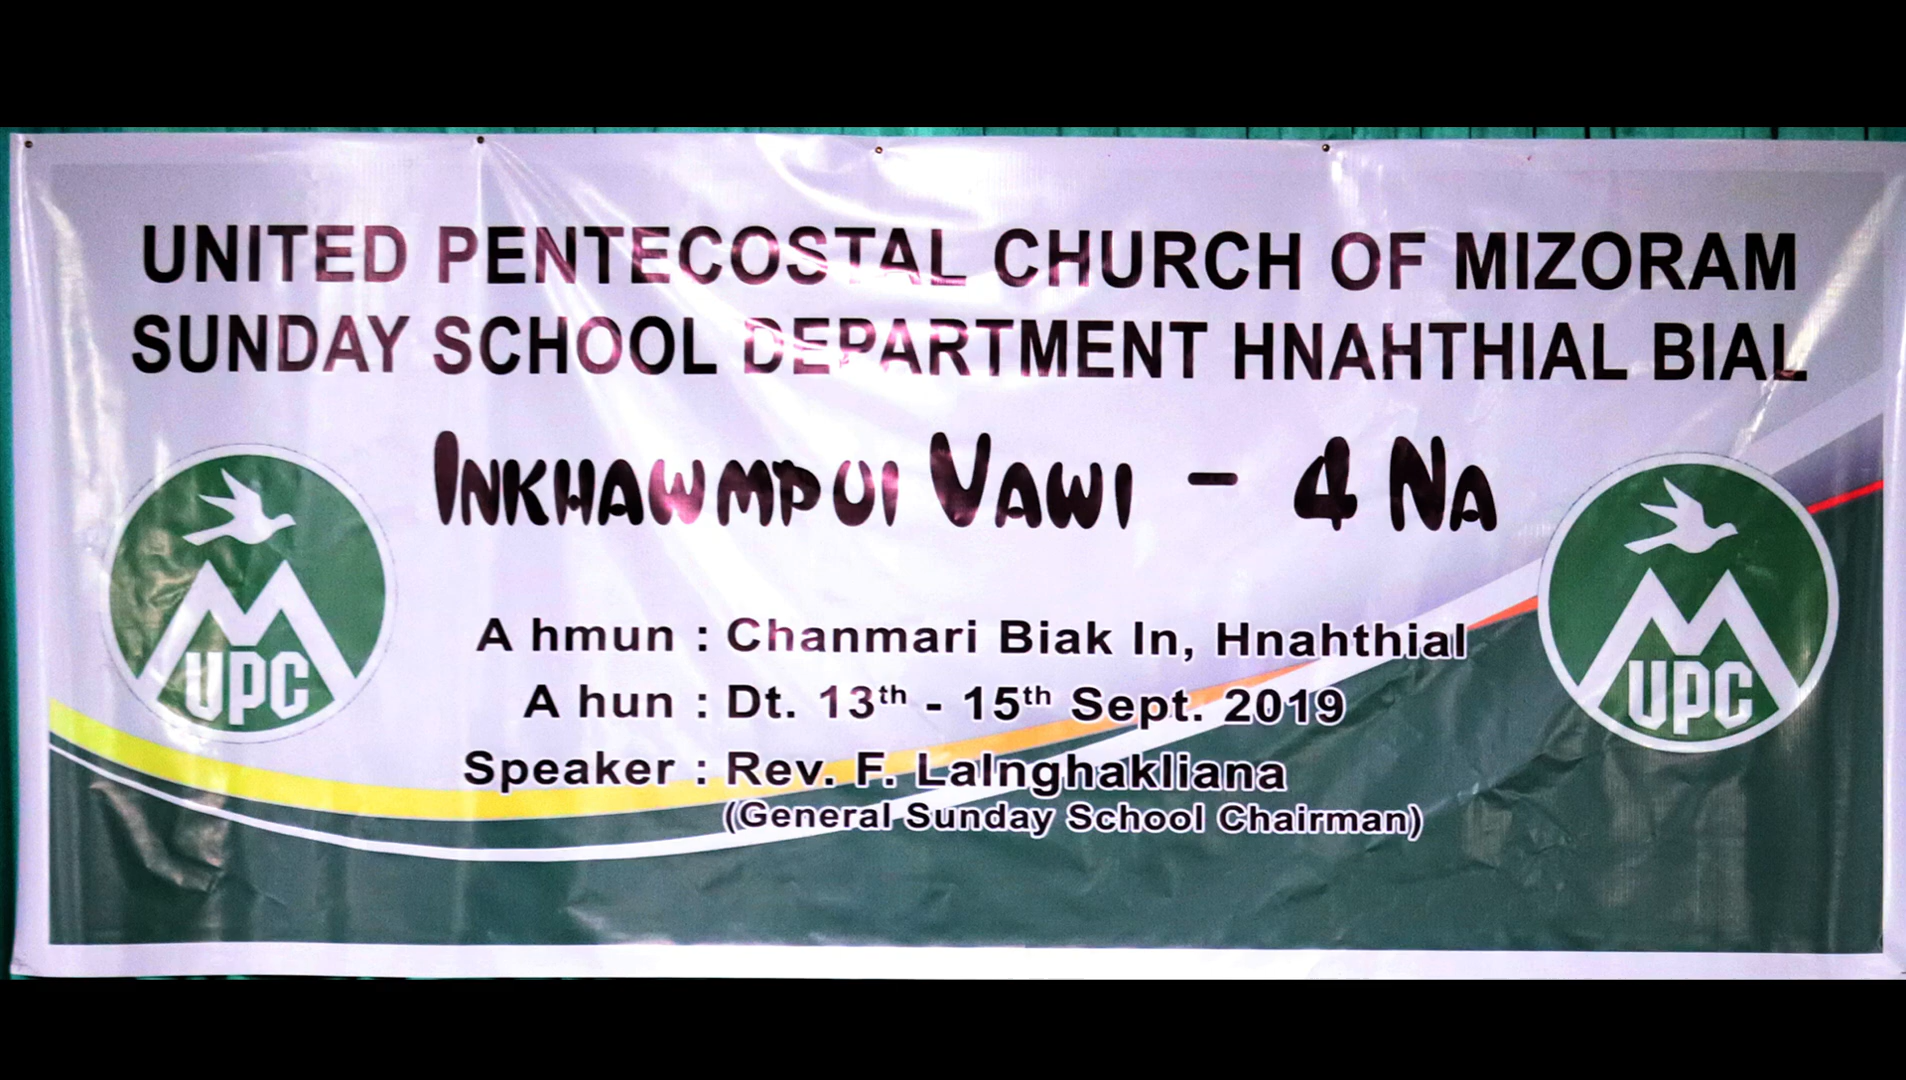 UNITED PENTECOSTAL CHURCH OF MIZORAM
SUNDAY SCHOOL DEPARTMENT HNAHTHIAL BIAL
INKHAWMPUI VAWI - 4 NA
A hmun : Chanmari Biak In, Hnahthial
A hun : Dt. 13th - 15th Sept. 2019
Speaker : Rev. F. Lalnghakliana
(General Sunday School Chairman)
UPC
UPC